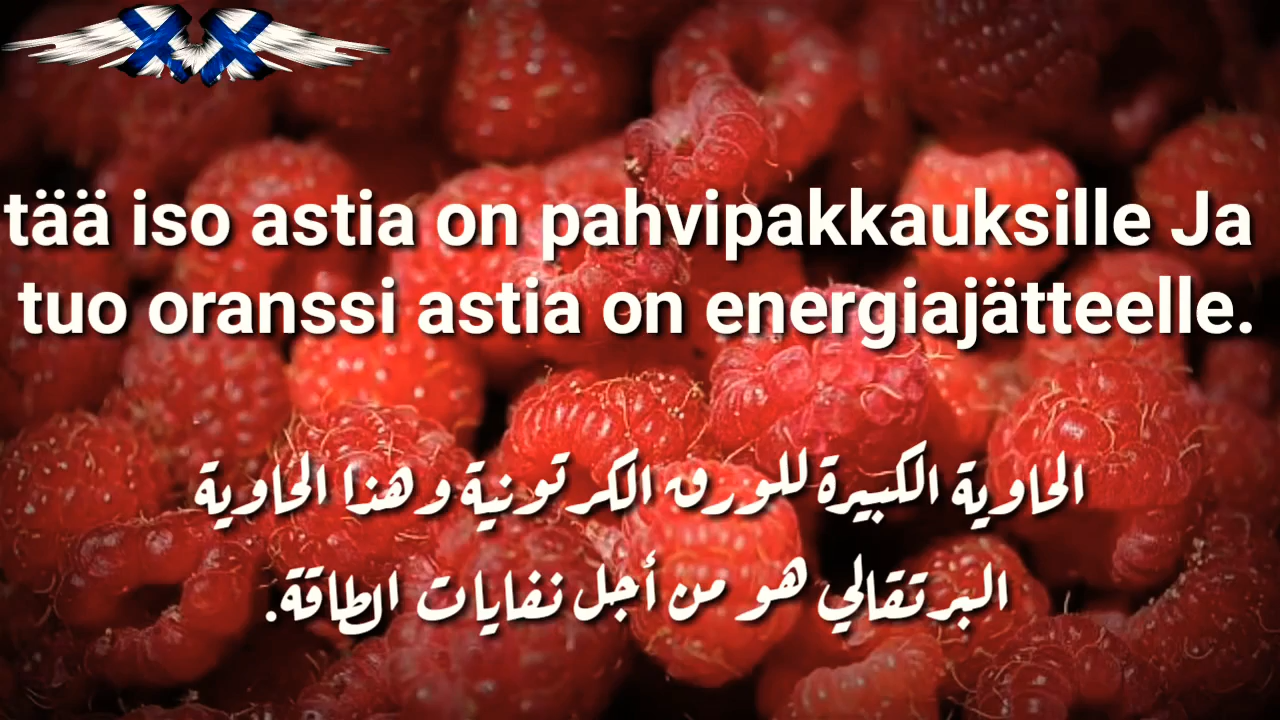 tää iso astia on pahvipakkauksille Ja
tuo oranssi astia on energiajätteelle.
الحاوية الكبيرة للورق الكرتونية وهذا الحاوية
البرتقالي هو من أجل نفايات الطاقة.